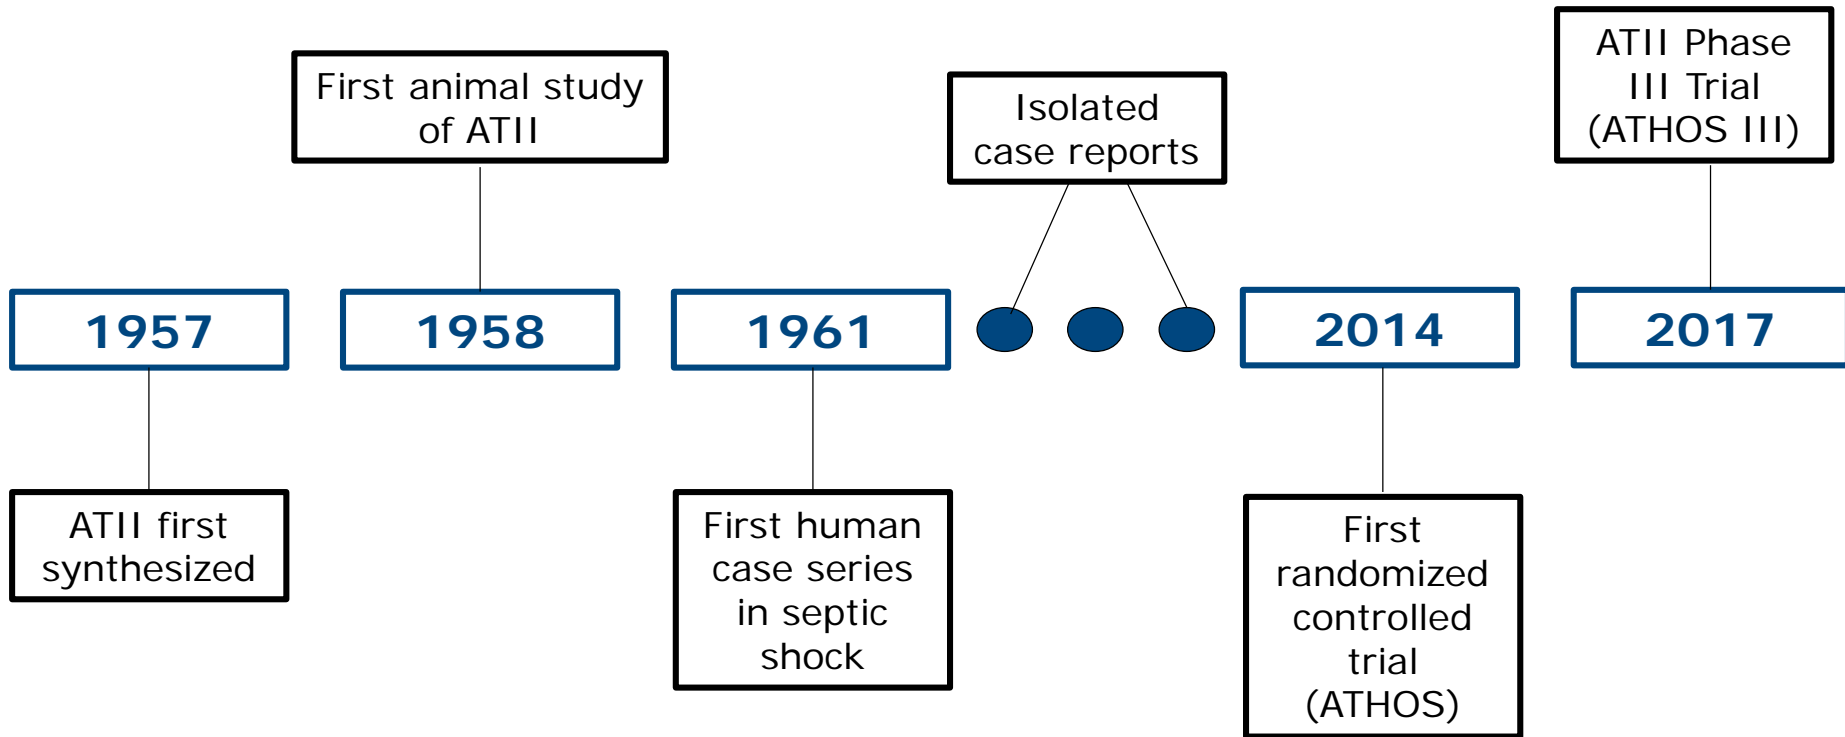 First animal study
of ATII
Isolated
case reports
ATII Phase
III Trial
(ATHOS III)
1957
1958
1961
2014
2017
ATII first
synthesized
First human
case series
in septic
shock
First
randomized
controlled
trial
(ATHOS)